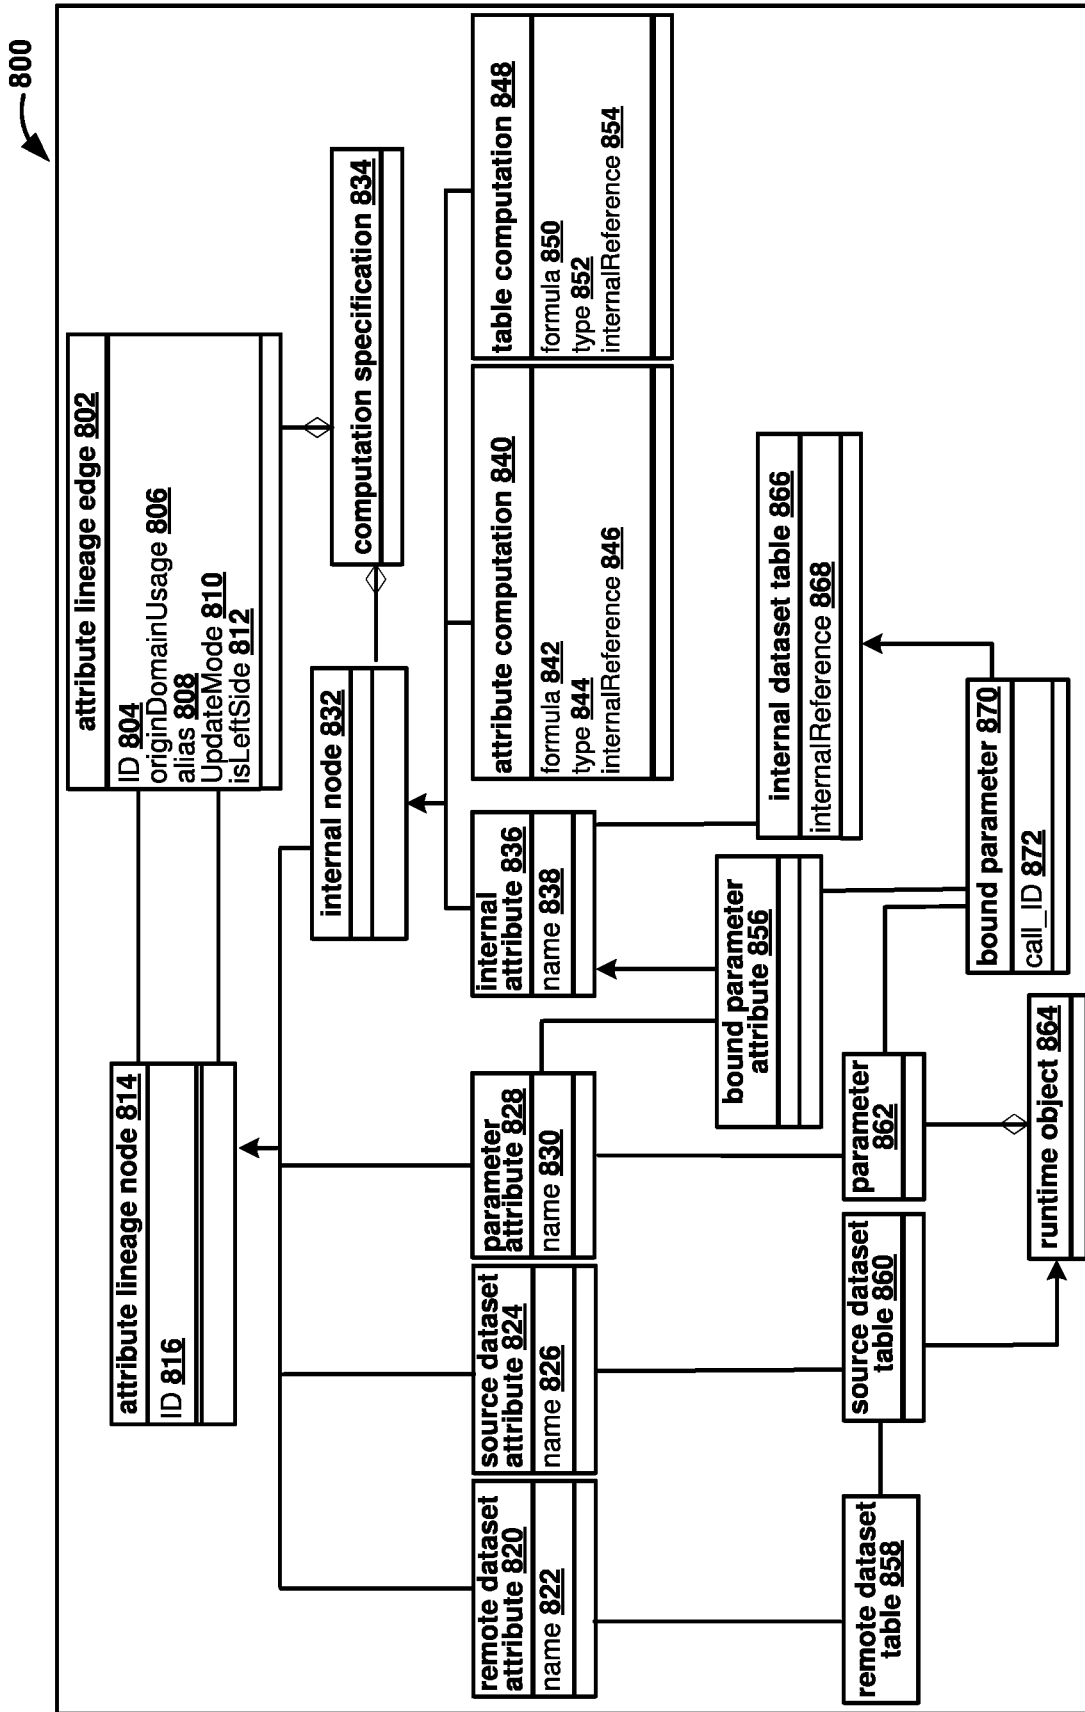 800
attribute lineage edge 802
ID 804
originDomainUsage 806
alias 808
UpdateMode 810
isLeftSide 812
attribute lineage node 814
ID 816
internal node 832
computation specification 834
remote dataset
attribute 820
name 822
source dataset
attribute 824
name 826
parameter
attribute 828
name 830
internal
attribute 836
name 838
attribute computation 840
formula 842
type 844
internalReference 846
table computation 848
formula 850
type 852
internalReference 854
bound parameter
attribute 856
internal dataset table 866
internalReference 868
remote dataset
table 858
source dataset
table 860
parameter
862
bound parameter 870
call_ID 872
runtime object 864